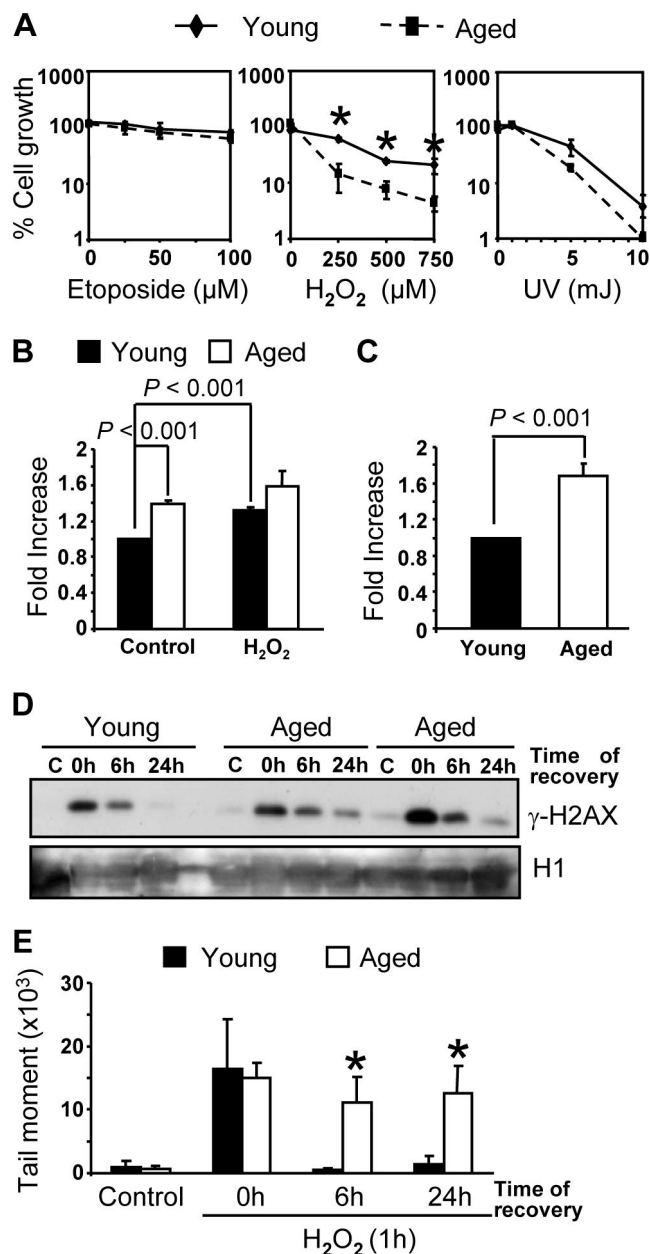 A
Young Aged
% Cell growth
1000 1000 1000
100 100 100
10 10 10
1 1 1
0 50 100 0 250 500 750 0 5 10
Etoposide (μM) H₂O₂ (μM) UV (mJ)
* * *
B
Young Aged
P < 0.001
P < 0.001
Fold Increase
2
1.6
1.2
0.8
0.4
0
Control H₂O₂
C
P < 0.001
Fold Increase
2
1.6
1.2
0.8
0.4
0
Young Aged
D
Young Aged Aged
C 0h 6h 24h C 0h 6h 24h C 0h 6h 24h Time of recovery
γ-H2AX
H1
E
Young Aged
Tail moment (x10³)
30
20
10
0
* *
Control 0h 6h 24h Time of recovery
H₂O₂ (1h)